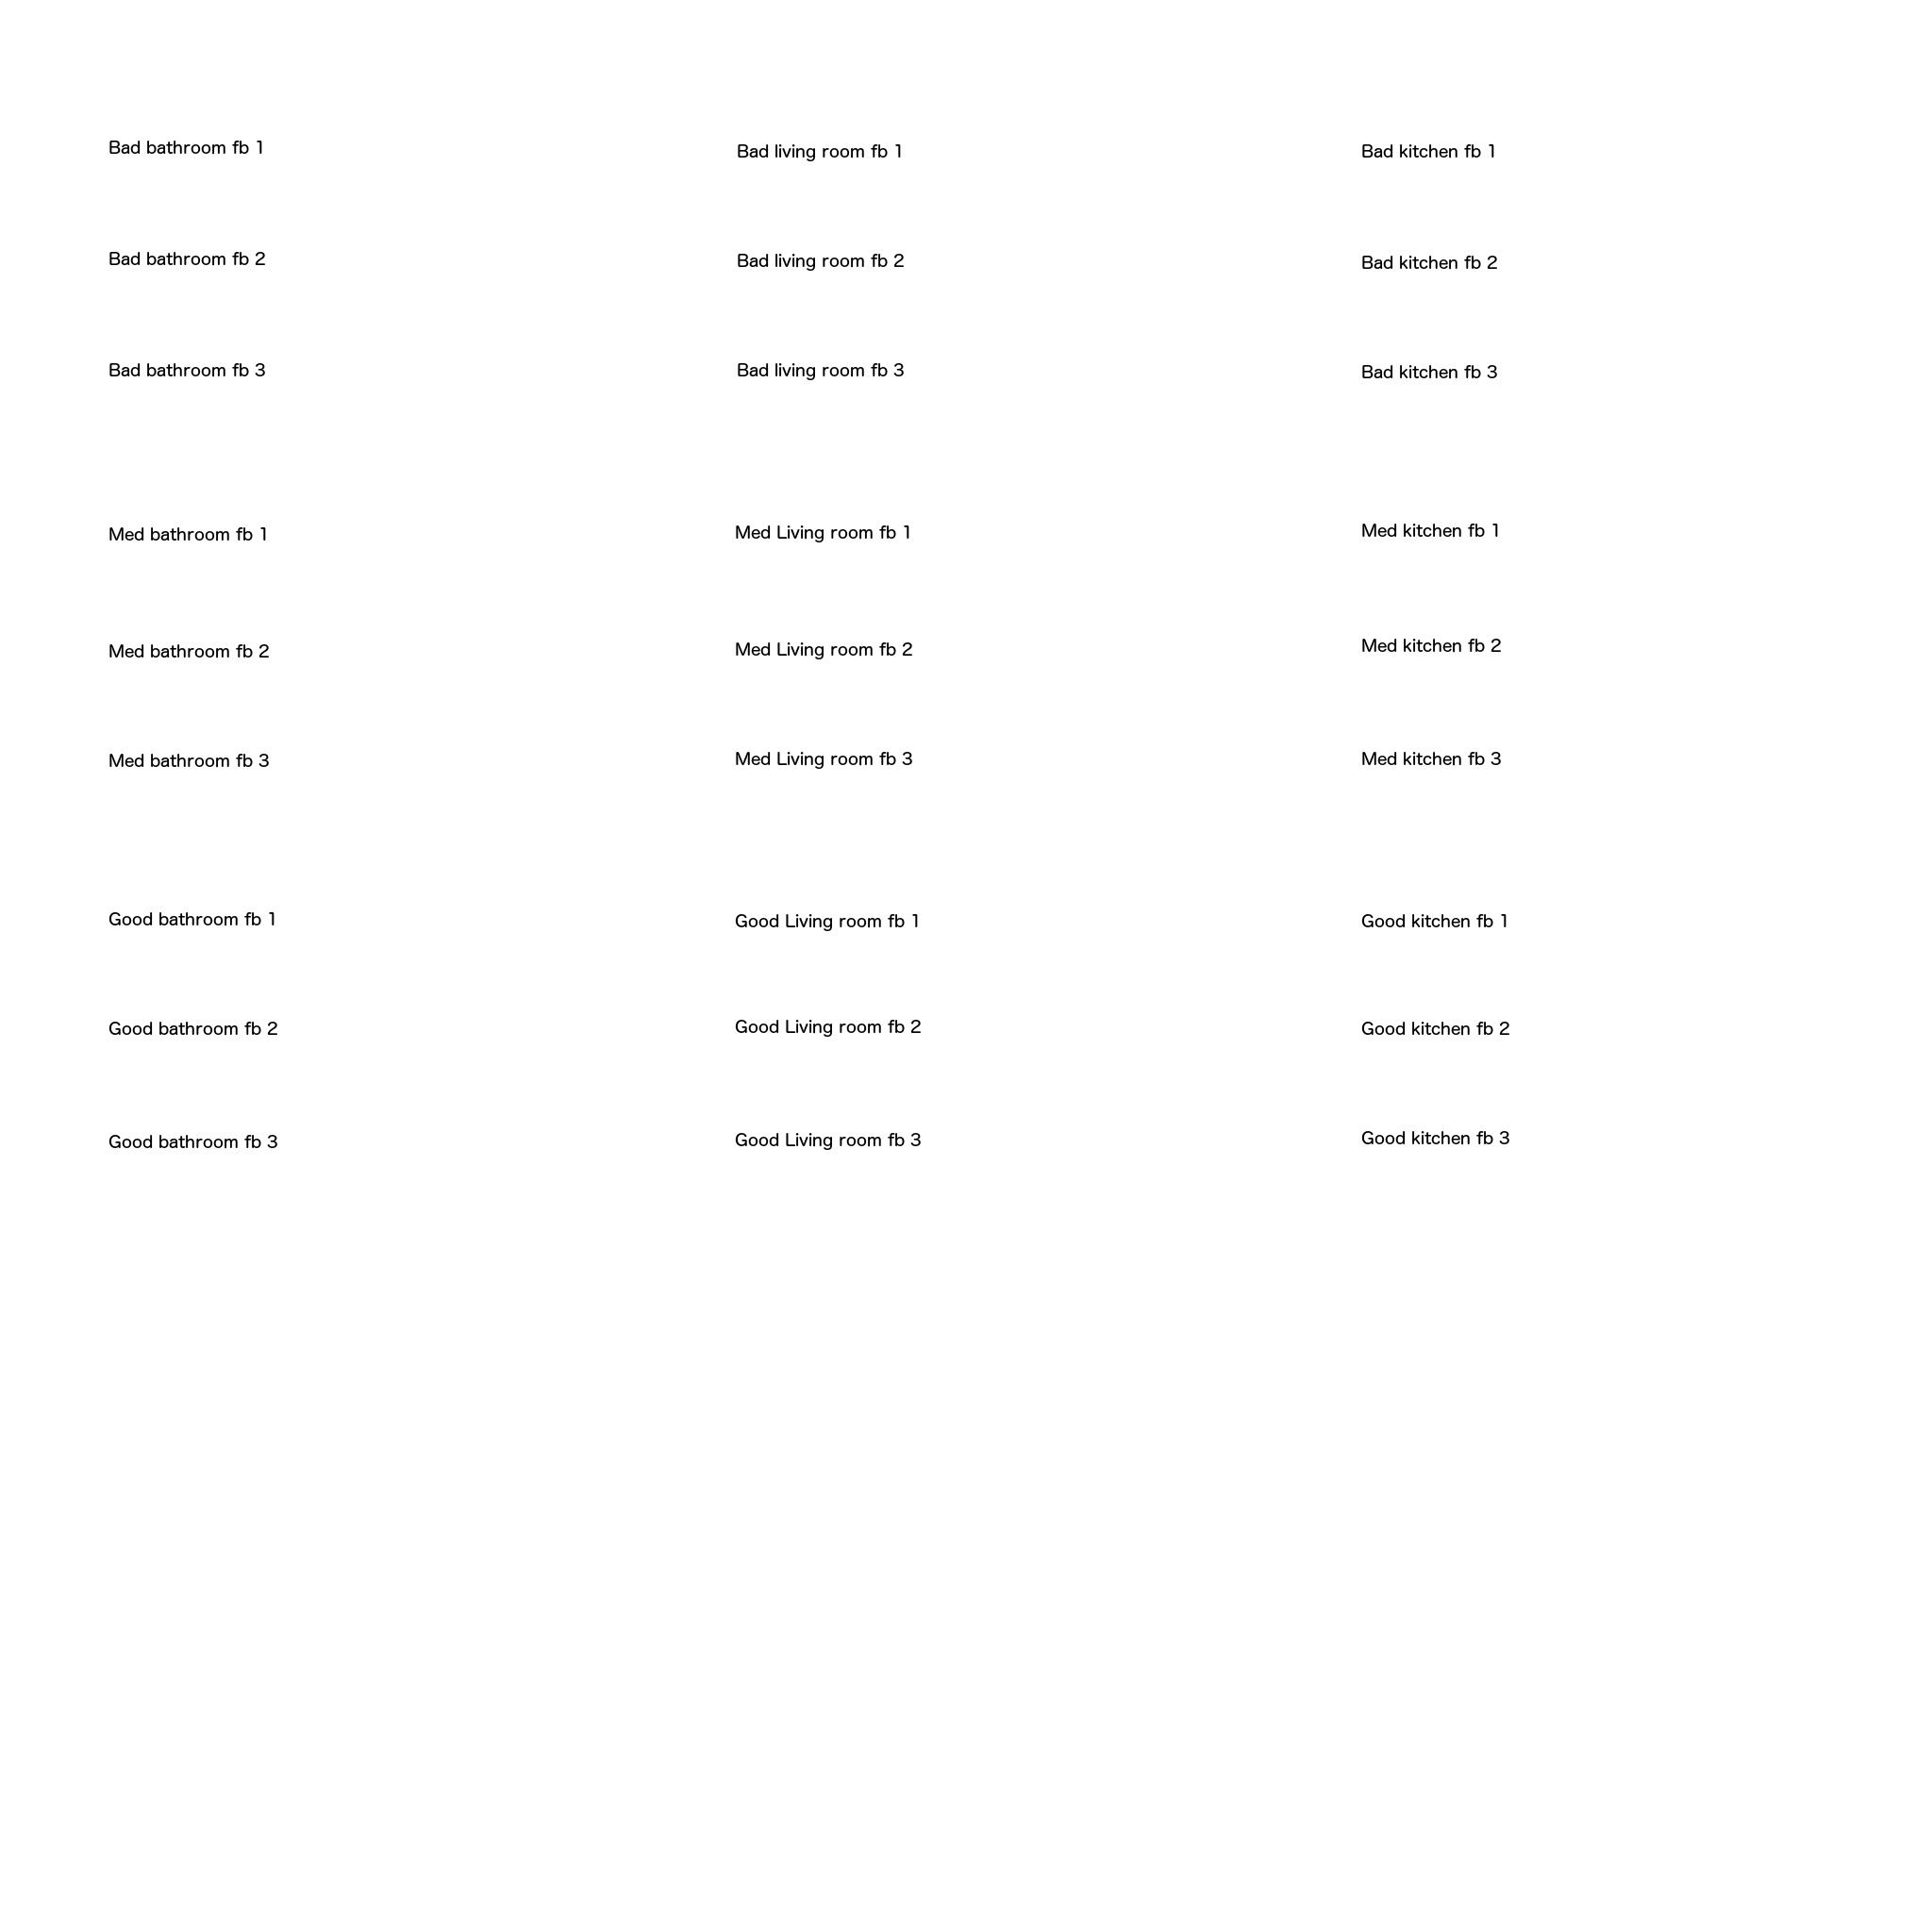 Bad bathroom fb 1
Bad living room fb 1
Bad kitchen fb 1
Bad bathroom fb 2
Bad living room fb 2
Bad kitchen fb 2
Bad bathroom fb 3
Bad living room fb 3
Bad kitchen fb 3
Med bathroom fb 1
Med Living room fb 1
Med kitchen fb 1
Med bathroom fb 2
Med Living room fb 2
Med kitchen fb 2
Med bathroom fb 3
Med Living room fb 3
Med kitchen fb 3
Good bathroom fb 1
Good Living room fb 1
Good kitchen fb 1
Good bathroom fb 2
Good Living room fb 2
Good kitchen fb 2
Good bathroom fb 3
Good Living room fb 3
Good kitchen fb 3